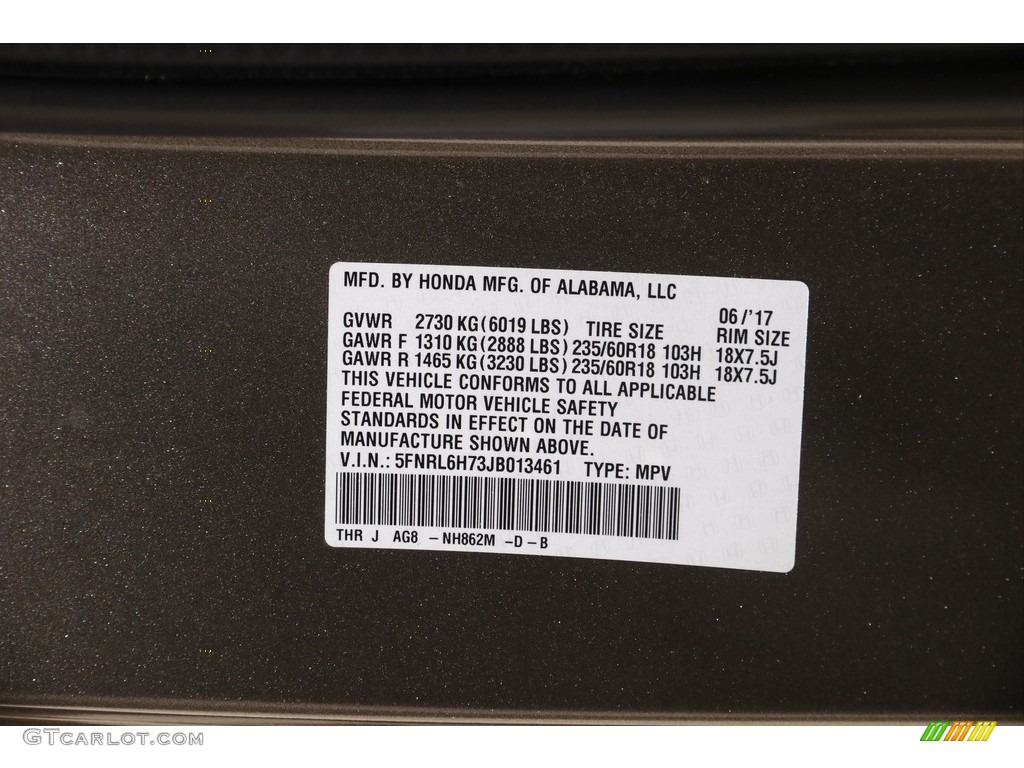 MFD. BY HONDA MFG. OF ALABAMA, LLC
06/'17
GVWR 2730 KG(6019 LBS) TIRE SIZE RIM SIZE
GAWR F 1310 KG(2888 LBS) 235/60R18 103H 18X7.5J
GAWR R 1465 KG(3230 LBS) 235/60R18 103H 18X7.5J
THIS VEHICLE CONFORMS TO ALL APPLICABLE
FEDERAL MOTOR VEHICLE SAFETY
STANDARDS IN EFFECT ON THE DATE OF
MANUFACTURE SHOWN ABOVE.
V.I.N.: 5FNRL6H73JB013461 TYPE: MPV
THR J AG8 -NH862M -D-B
GTCARLOT.COM